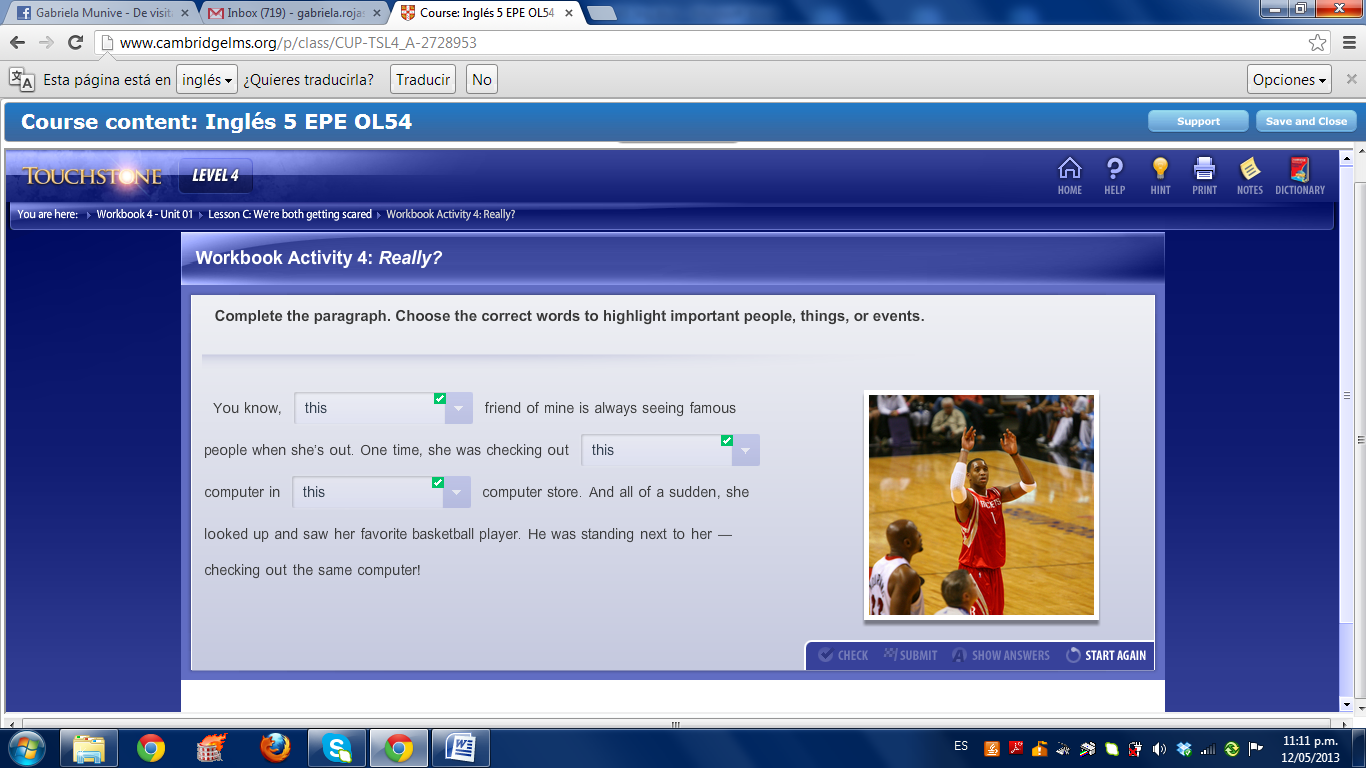 Gabriela Munive - De visit
Inbox (719) - gabriela.roja
Course: Inglés 5 EPE OL54
www.cambridgelms.org/p/class/CUP-TSL4_A-2728953
Esta página está en inglés ¿Quieres traducirla? Traducir No Opciones
Course content: Inglés 5 EPE OL54 Support Save and Close
TOUCHSTONE LEVEL 4 HOME HELP HINT PRINT NOTES DICTIONARY
You are here: Workbook 4 - Unit 01 Lesson C: We're both getting scared Workbook Activity 4: Really?
Workbook Activity 4: Really?
Complete the paragraph. Choose the correct words to highlight important people, things, or events.
You know, this friend of mine is always seeing famous
people when she's out. One time, she was checking out this
computer in this computer store. And all of a sudden, she
looked up and saw her favorite basketball player. He was standing next to her —
checking out the same computer!
ROCKETS
1
CHECK SUBMIT SHOW ANSWERS START AGAIN
ES 11:11 p.m.
12/05/2013